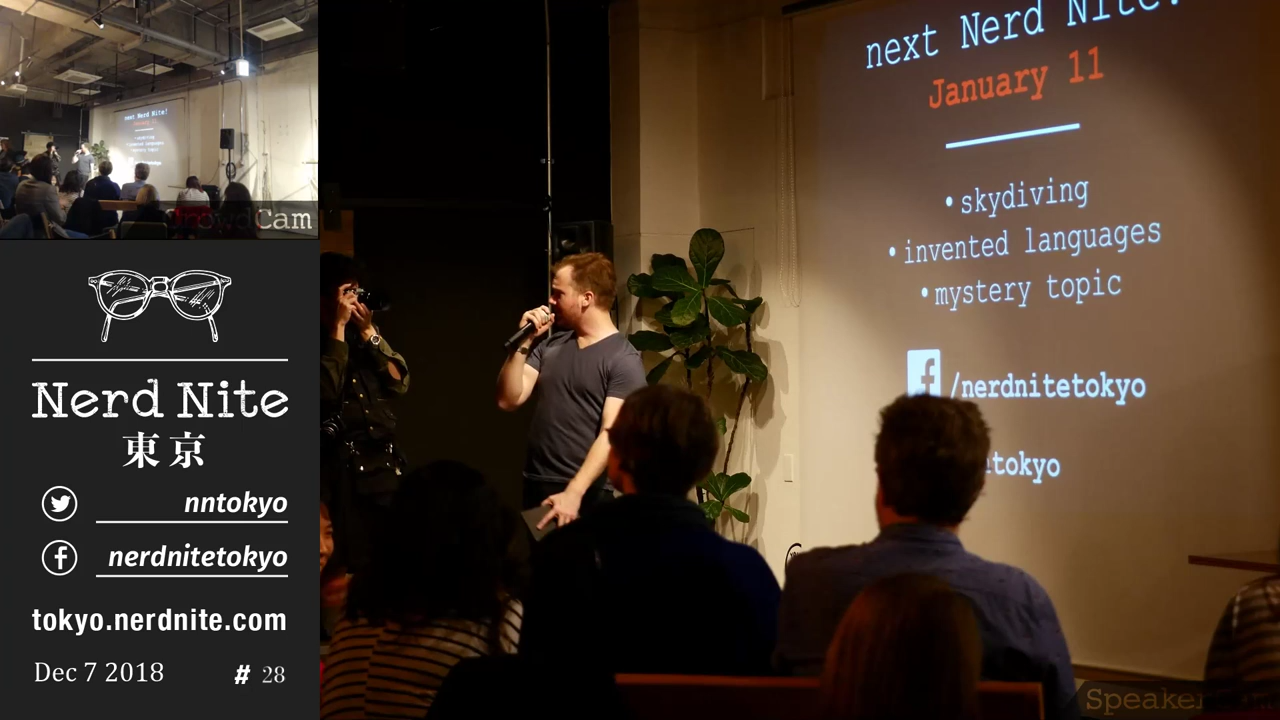 next Nerd Nite!
January 11
• skydiving
• invented languages
• mystery topic
/nerdnitetokyo
ntokyo
CrowdCam
Nerd Nite
東京
nntokyo
nerdnitetokyo
tokyo.nerdnite.com
Dec 7 2018 # 28
Speaker